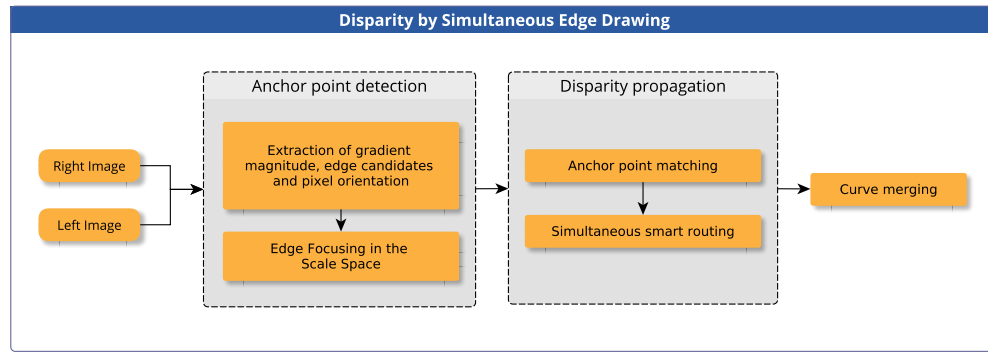 Disparity by Simultaneous Edge Drawing
Anchor point detection
Disparity propagation
Right Image
Left Image
Extraction of gradient
magnitude, edge candidates
and pixel orientation
Edge Focusing in the
Scale Space
Anchor point matching
Simultaneous smart routing
Curve merging